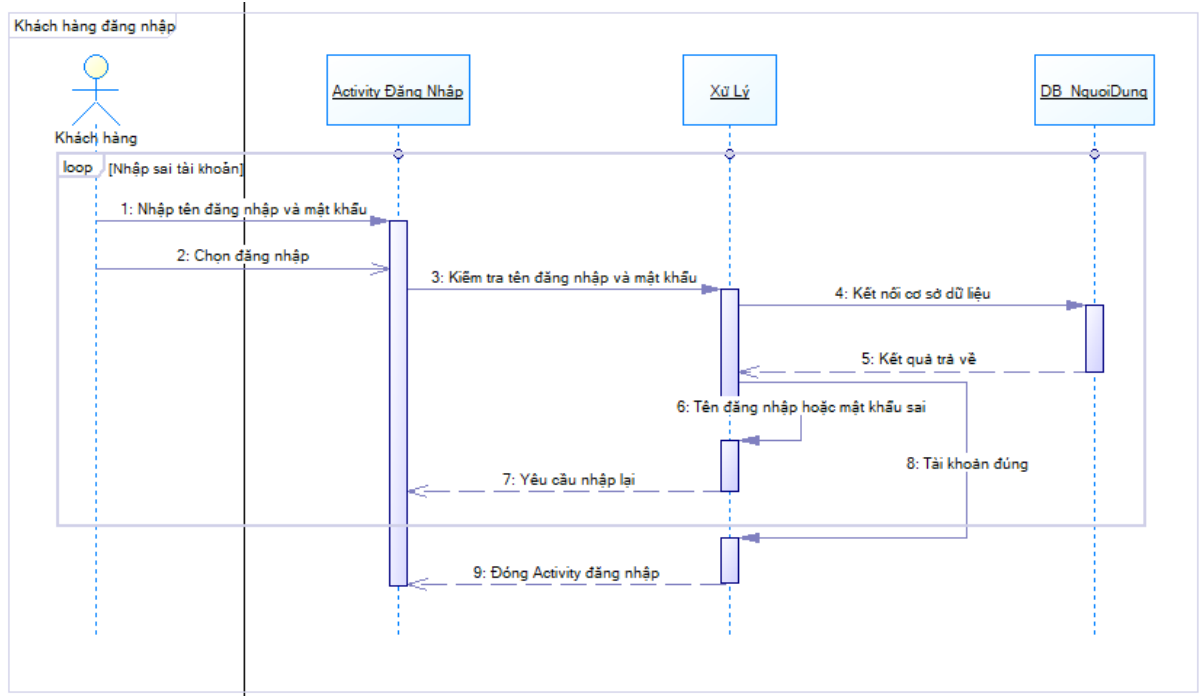 Khách hàng đăng nhập
Activity Đăng Nhập
Xử Lý
DB_NguoiDung
Khách hàng
loop
[Nhập sai tài khoản]
1: Nhập tên đăng nhập và mật khẩu
2: Chọn đăng nhập
3: Kiểm tra tên đăng nhập và mật khẩu
4: Kết nối cơ sở dữ liệu
5: Kết quả trả về
6: Tên đăng nhập hoặc mật khẩu sai
8: Tài khoản đúng
7: Yêu cầu nhập lại
9: Đóng Activity đăng nhập